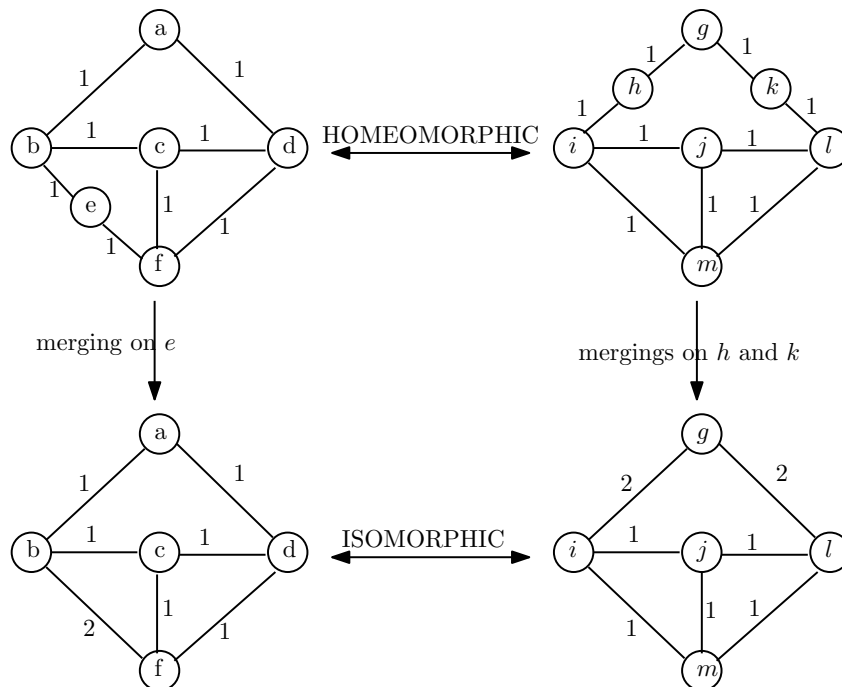 a g
1 1 1 1
h k
1 1
b 1 c 1 d HOMEOMORPHIC i 1 j 1 l
1 e 1 1 1 1 1 1
f m
merging on e mergings on h and k
a g
1 1 2 2
b 1 c 1 d ISOMORPHIC i 1 j 1 l
2 1 1 1 1 1
f m